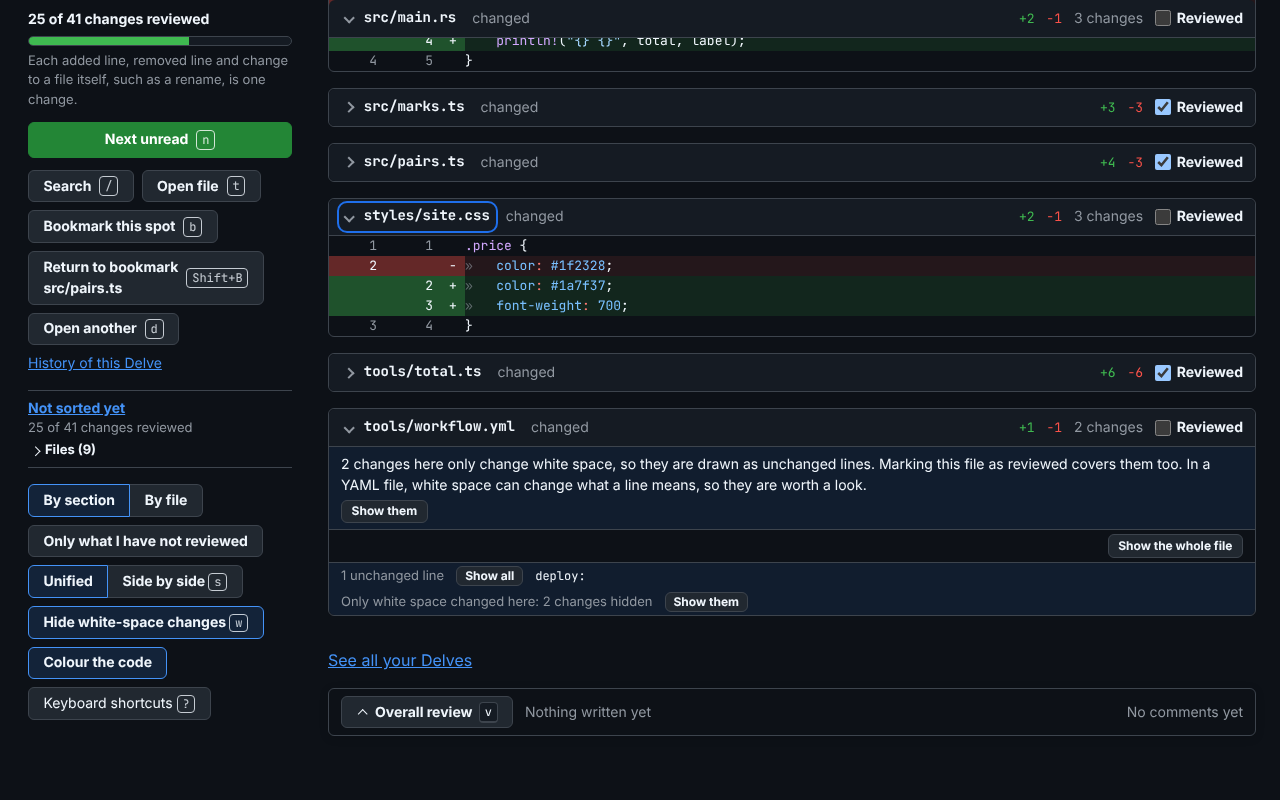 25 of 41 changes reviewed
Each added line, removed line and change
to a file itself, such as a rename, is one
change.
Next unread n
Search / Open file t
Bookmark this spot b
Return to bookmark
src/pairs.ts Shift+B
Open another d
History of this Delve
Not sorted yet
25 of 41 changes reviewed
Files (9)
By section By file
Only what I have not reviewed
Unified Side by side s
Hide white-space changes w
Colour the code
Keyboard shortcuts ?
src/main.rs changed +2 -1 3 changes Reviewed
4 + println!("{} {}", total, label);
4 5 }
src/marks.ts changed +3 -3 Reviewed
src/pairs.ts changed +4 -3 Reviewed
styles/site.css changed +2 -1 3 changes Reviewed
1 1 .price {
2 - » color: #1f2328;
2 + » color: #1a7f37;
3 + » font-weight: 700;
3 4 }
tools/total.ts changed +6 -6 Reviewed
tools/workflow.yml changed +1 -1 2 changes Reviewed
2 changes here only change white space, so they are drawn as unchanged lines. Marking this file as reviewed covers them too. In a
YAML file, white space can change what a line means, so they are worth a look.
Show them
Show the whole file
1 unchanged line Show all deploy:
Only white space changed here: 2 changes hidden Show them
See all your Delves
Overall review v Nothing written yet No comments yet